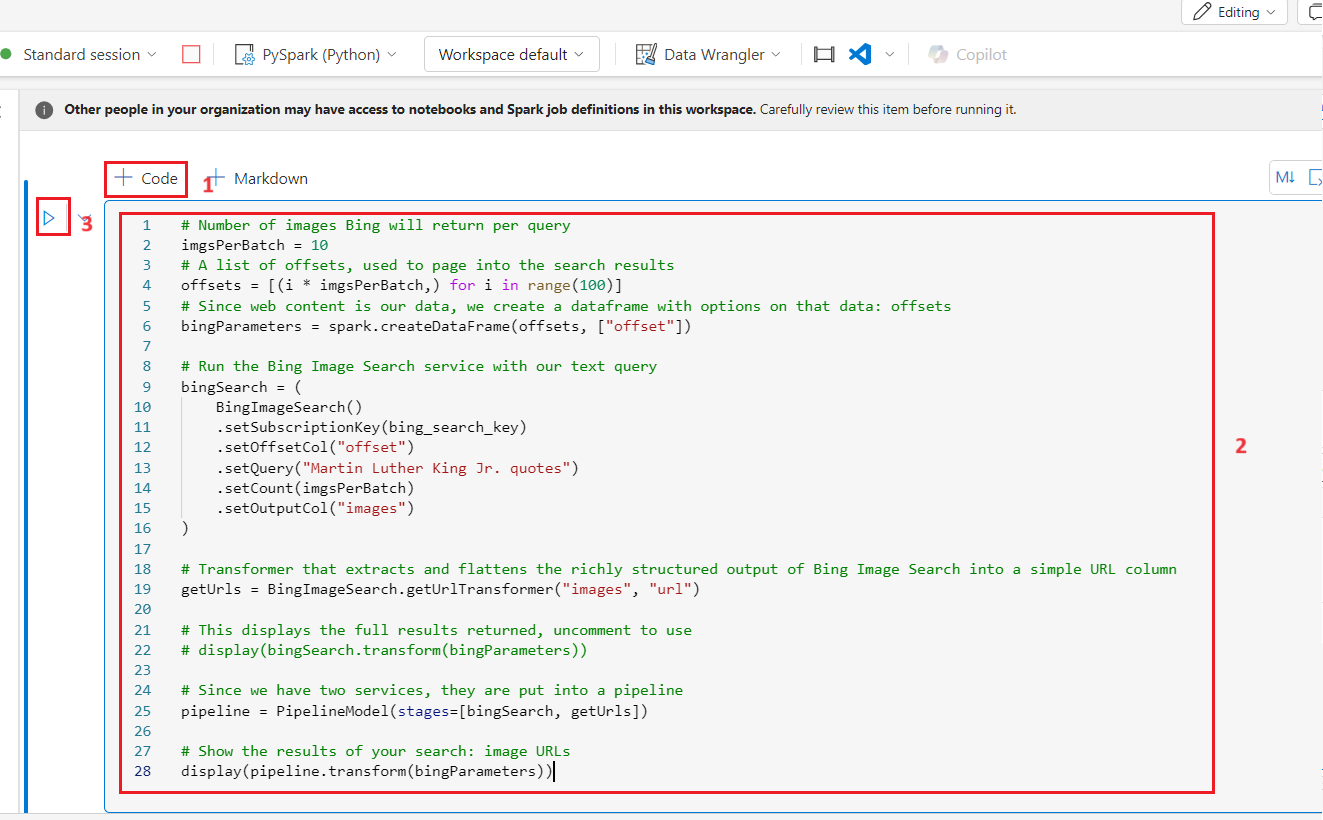 Editing
Standard session
PySpark (Python)
Workspace default
Data Wrangler
Copilot
Other people in your organization may have access to notebooks and Spark job definitions in this workspace. Carefully review this item before running it.
Code
1
Markdown
M↓
3
1 # Number of images Bing will return per query
2 imgsPerBatch = 10
3 # A list of offsets, used to page into the search results
4 offsets = [(i * imgsPerBatch,) for i in range(100)]
5 # Since web content is our data, we create a dataframe with options on that data: offsets
6 bingParameters = spark.createDataFrame(offsets, ["offset"])
7
8 # Run the Bing Image Search service with our text query
9 bingSearch = (
10     BingImageSearch()
11     .setSubscriptionKey(bing_search_key)
12     .setOffsetCol("offset")
13     .setQuery("Martin Luther King Jr. quotes")
14     .setCount(imgsPerBatch)
15     .setOutputCol("images")
16 )
17
18 # Transformer that extracts and flattens the richly structured output of Bing Image Search into a simple URL column
19 getUrls = BingImageSearch.getUrlTransformer("images", "url")
20
21 # This displays the full results returned, uncomment to use
22 # display(bingSearch.transform(bingParameters))
23
24 # Since we have two services, they are put into a pipeline
25 pipeline = PipelineModel(stages=[bingSearch, getUrls])
26
27 # Show the results of your search: image URLs
28 display(pipeline.transform(bingParameters))
2